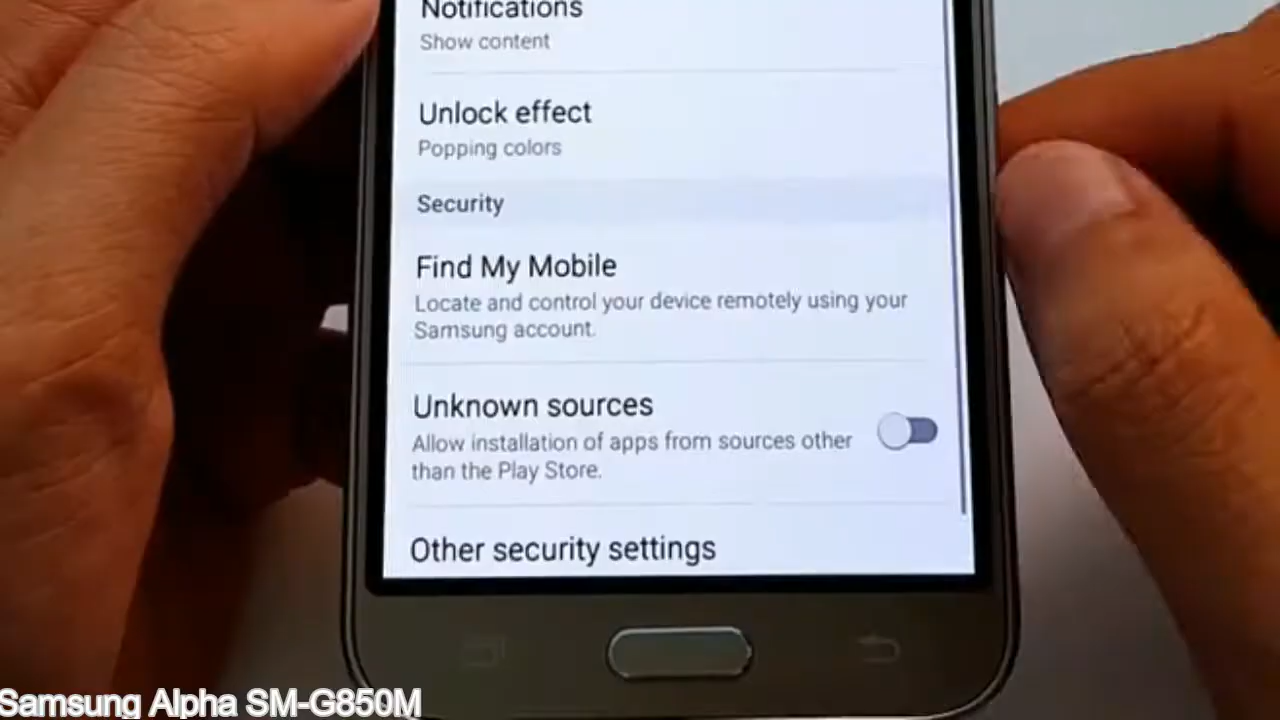 Notifications
Show content
Unlock effect
Popping colors
Security
Find My Mobile
Locate and control your device remotely using your
Samsung account.
Unknown sources
Allow installation of apps from sources other
than the Play Store.
Other security settings
Samsung Alpha SM-G850M